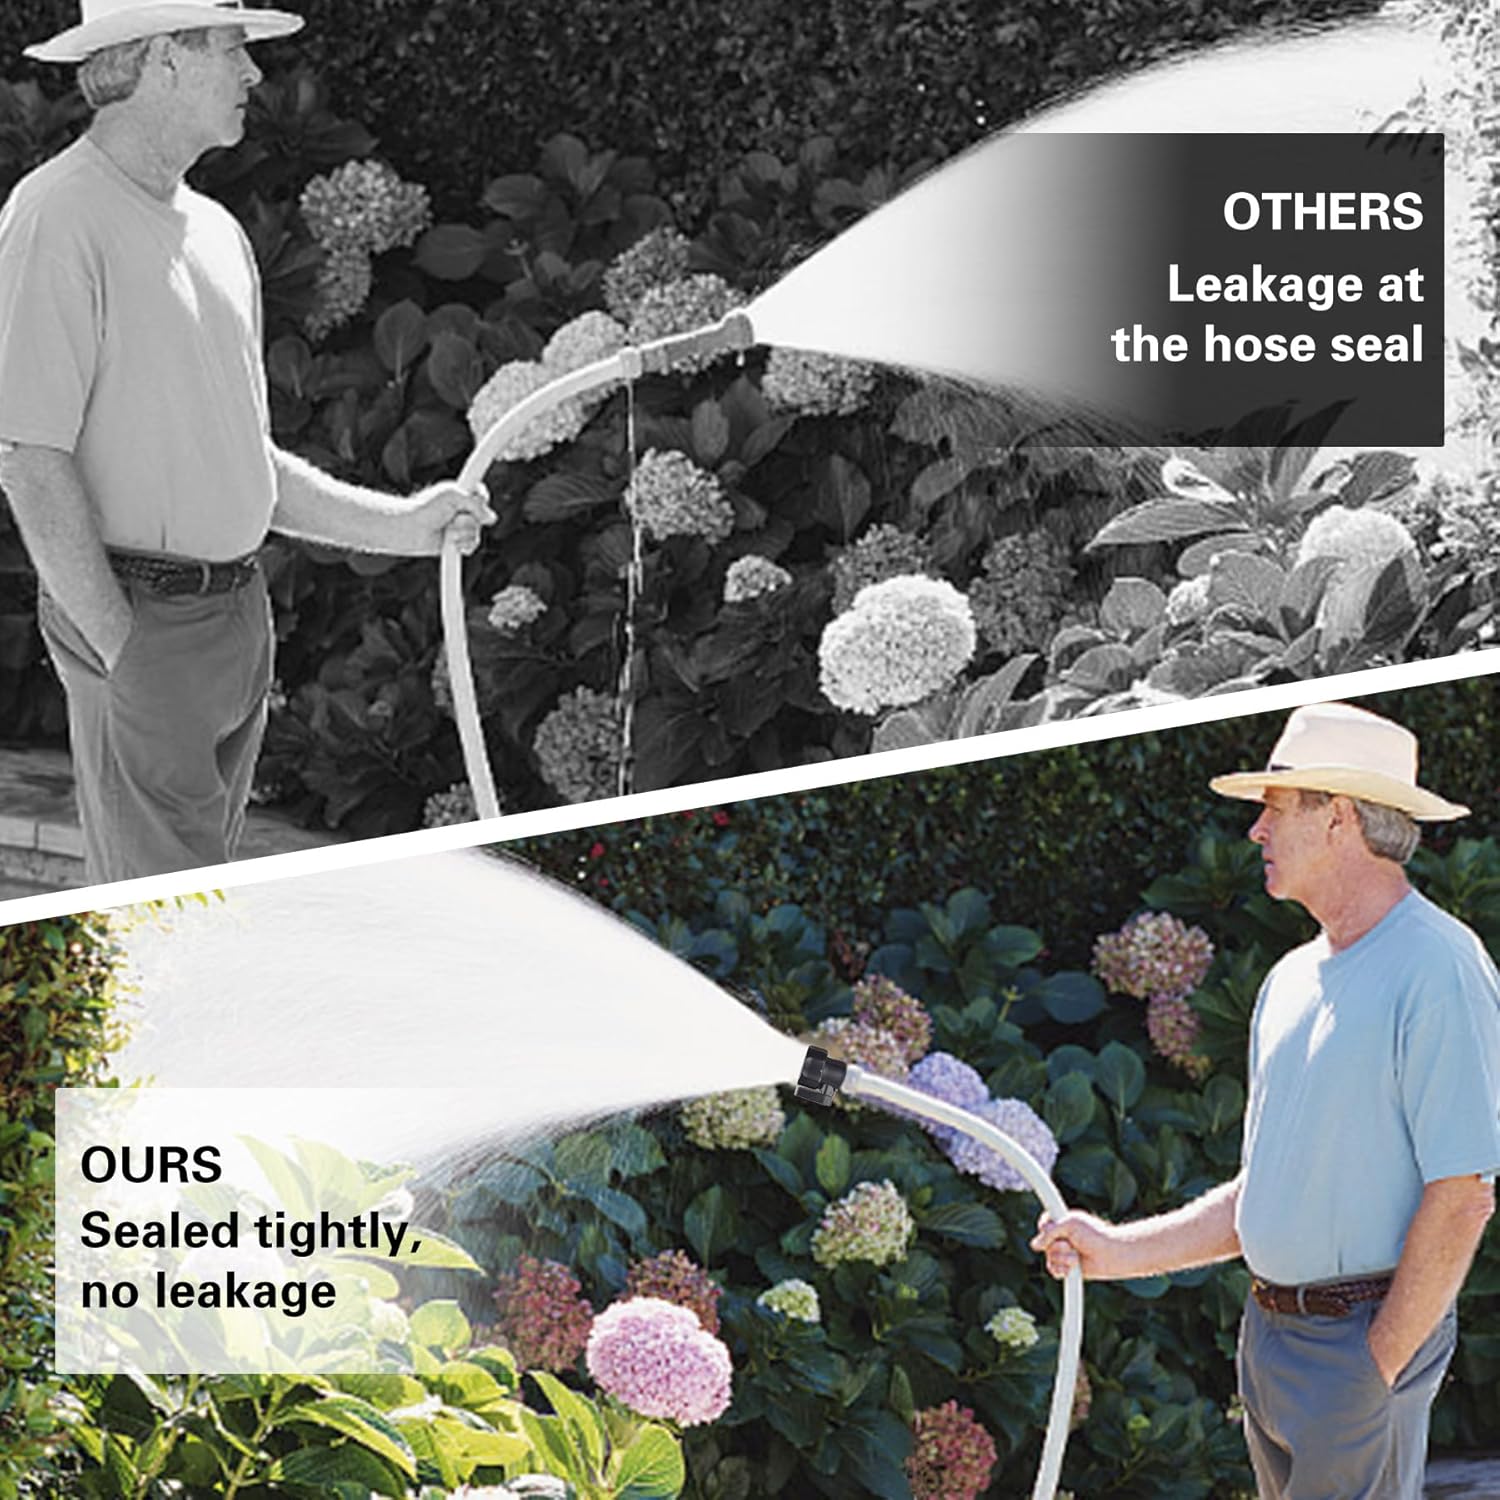 OTHERS
Leakage at
the hose seal
OURS
Sealed tightly,
no leakage